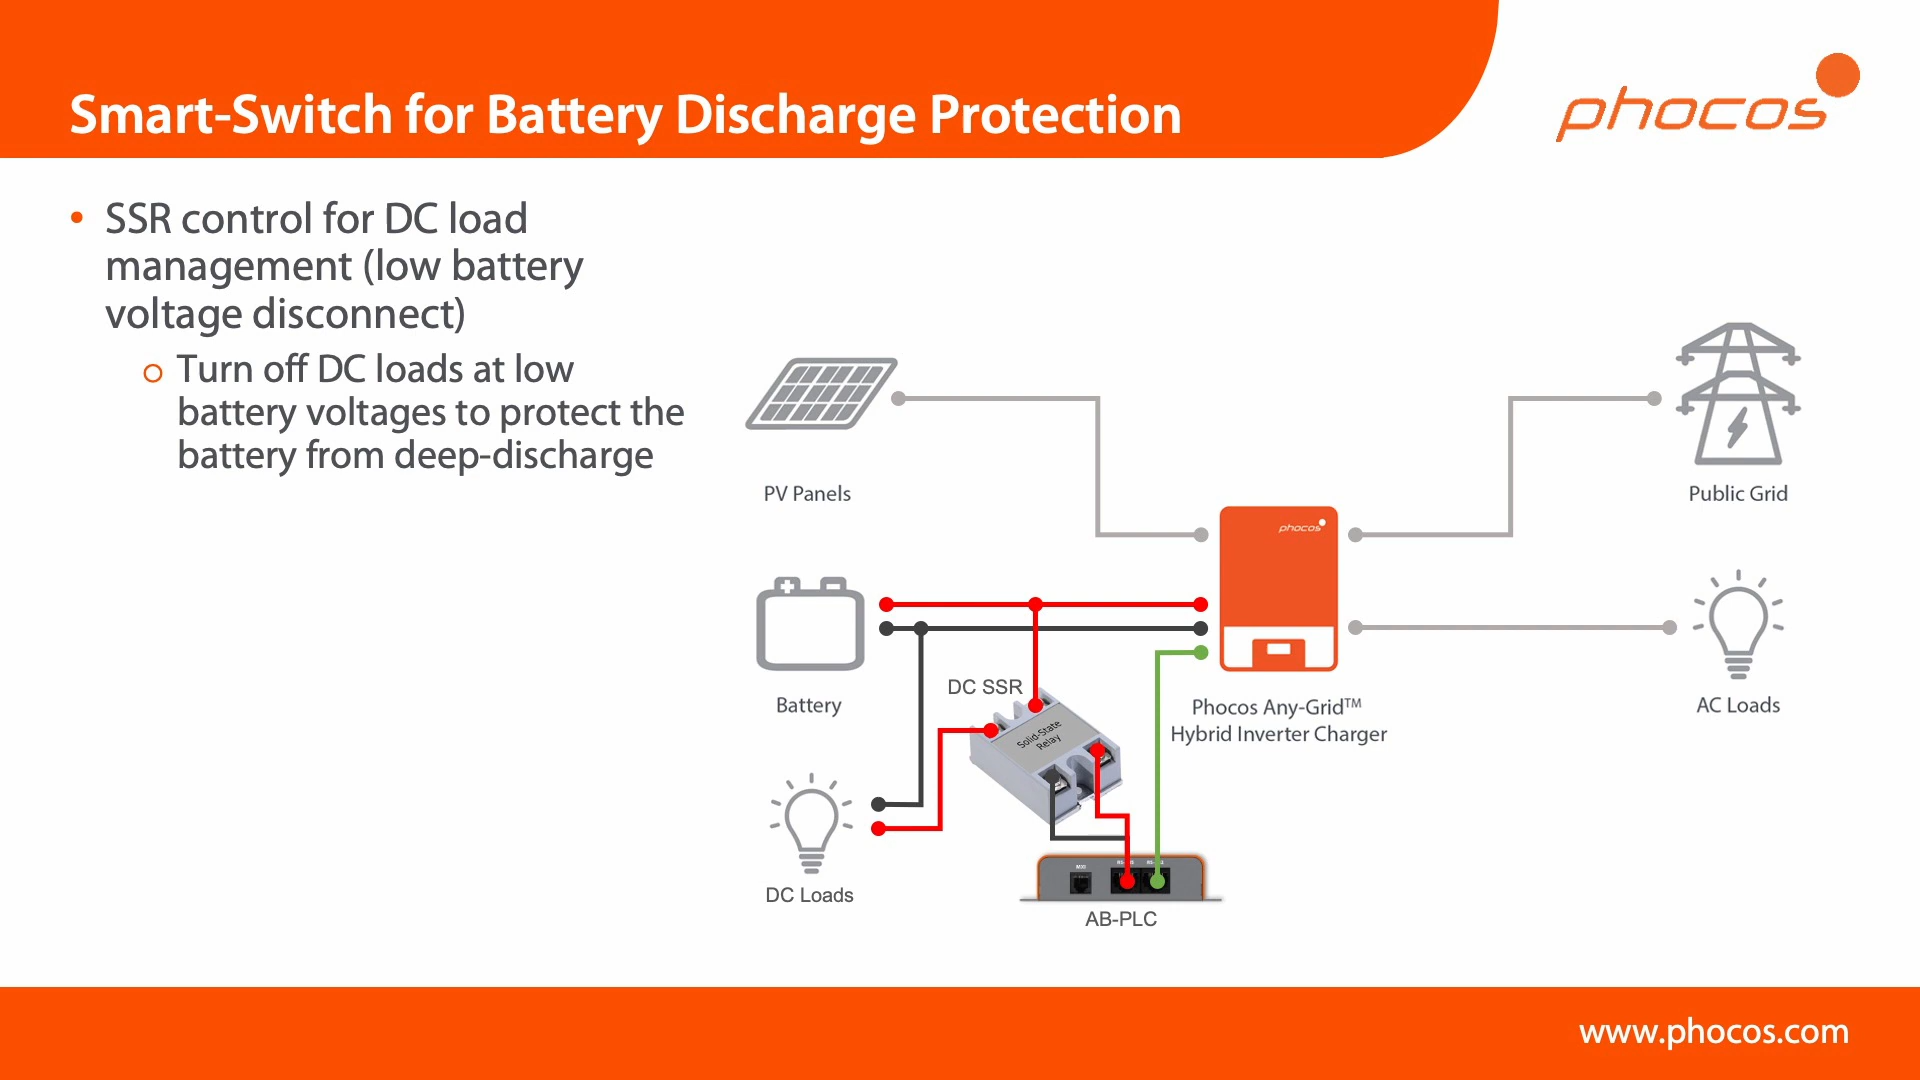 Smart-Switch for Battery Discharge Protection
phocos
• SSR control for DC load
management (low battery
voltage disconnect)
o Turn off DC loads at low
battery voltages to protect the
battery from deep-discharge
PV Panels
Public Grid
phocos
Battery
DC SSR
Solid-State
Relay
Phocos Any-Grid™
Hybrid Inverter Charger
AC Loads
DC Loads
AB-PLC
www.phocos.com